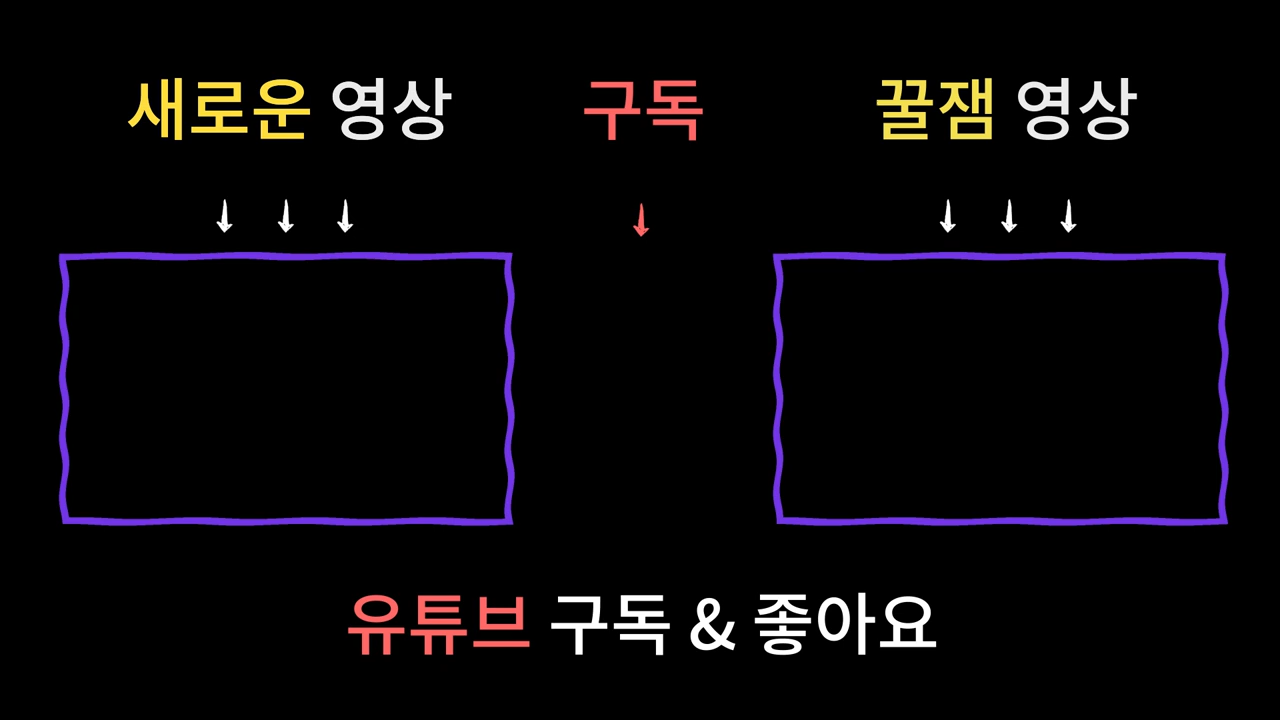 새로운 영상
구독
꿀잼 영상
유튜브 구독 & 좋아요